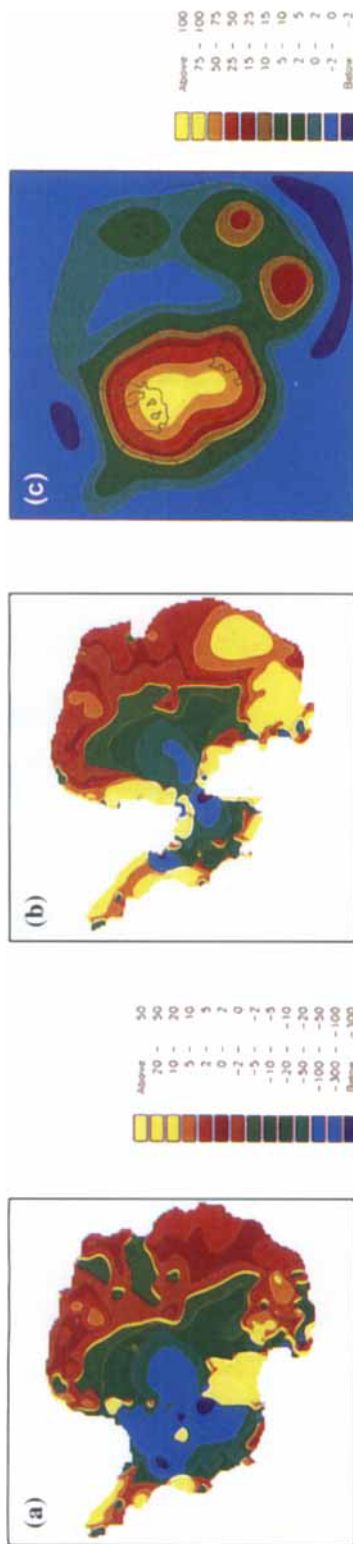 (a)
Above 50
20 - 50
10 - 20
5 - 10
2 - 5
0 - 2
-2 - 0
-5 - -2
-10 - -5
-20 - -10
-50 - -20
-100 - -50
-300 - -100
Below -300
(b)
(c)
Above 100
75 - 100
50 - 75
25 - 50
15 - 25
10 - 15
5 - 10
2 - 5
0 - 2
-2 - 0
Below -2